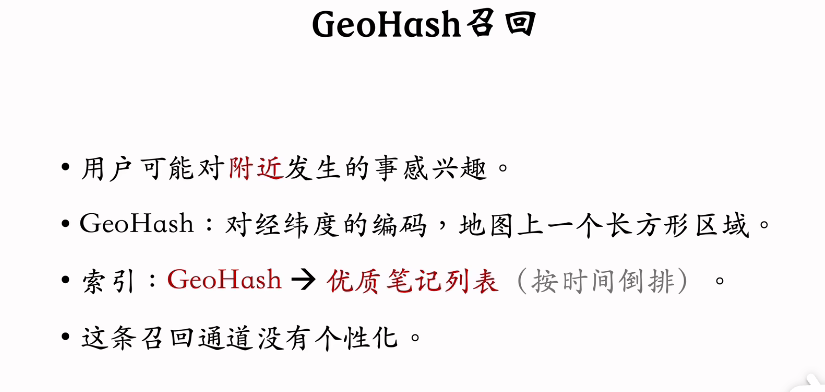 GeoHash召回
• 用户可能对附近发生的事感兴趣。
• GeoHash：对经纬度的编码，地图上一个长方形区域。
• 索引：GeoHash → 优质笔记列表（按时间倒排）。
• 这条召回通道没有个性化。